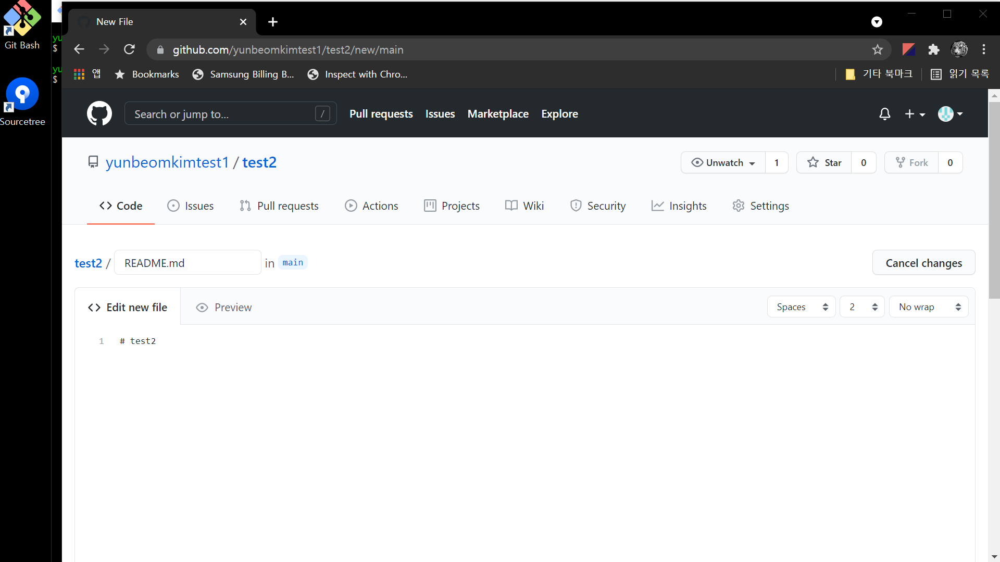 Git Bash
Sourcetree
yu
$
yu
$
New File
github.com/yunbeomkimtest1/test2/new/main
앱
Bookmarks
Samsung Billing B...
Inspect with Chro...
기타 북마크
읽기 목록
Search or jump to...
/
Pull requests
Issues
Marketplace
Explore
yunbeomkimtest1 / test2
Unwatch 1
Star 0
Fork 0
Code
Issues
Pull requests
Actions
Projects
Wiki
Security
Insights
Settings
test2 / README.md in main
Cancel changes
Edit new file
Preview
Spaces
2
No wrap
1 # test2